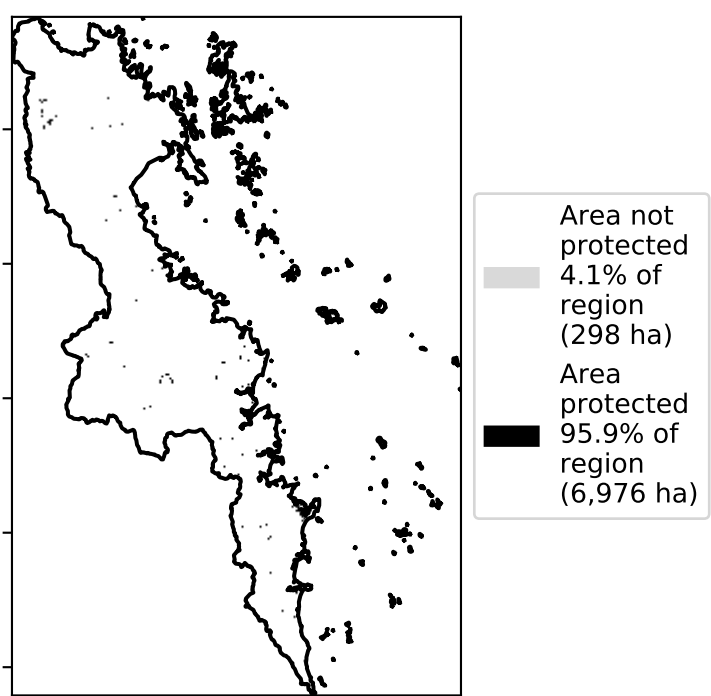 Area not
protected
4.1% of
region
(298 ha)
Area
protected
95.9% of
region
(6,976 ha)